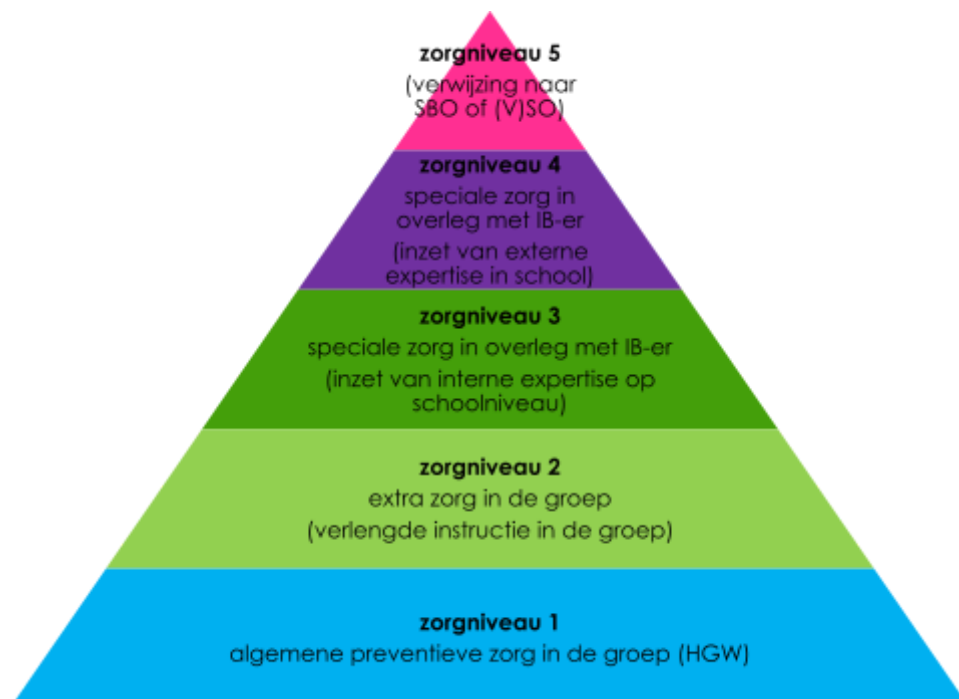 zorgniveau 5
(verwijzing naar
SBO of (V)SO)
zorgniveau 4
speciale zorg in
overleg met IB-er
(inzet van externe
expertise in school)
zorgniveau 3
speciale zorg in overleg met IB-er
(inzet van interne expertise op
schoolniveau)
zorgniveau 2
extra zorg in de groep
(verlengde instructie in de groep)
zorgniveau 1
algemene preventieve zorg in de groep (HGW)